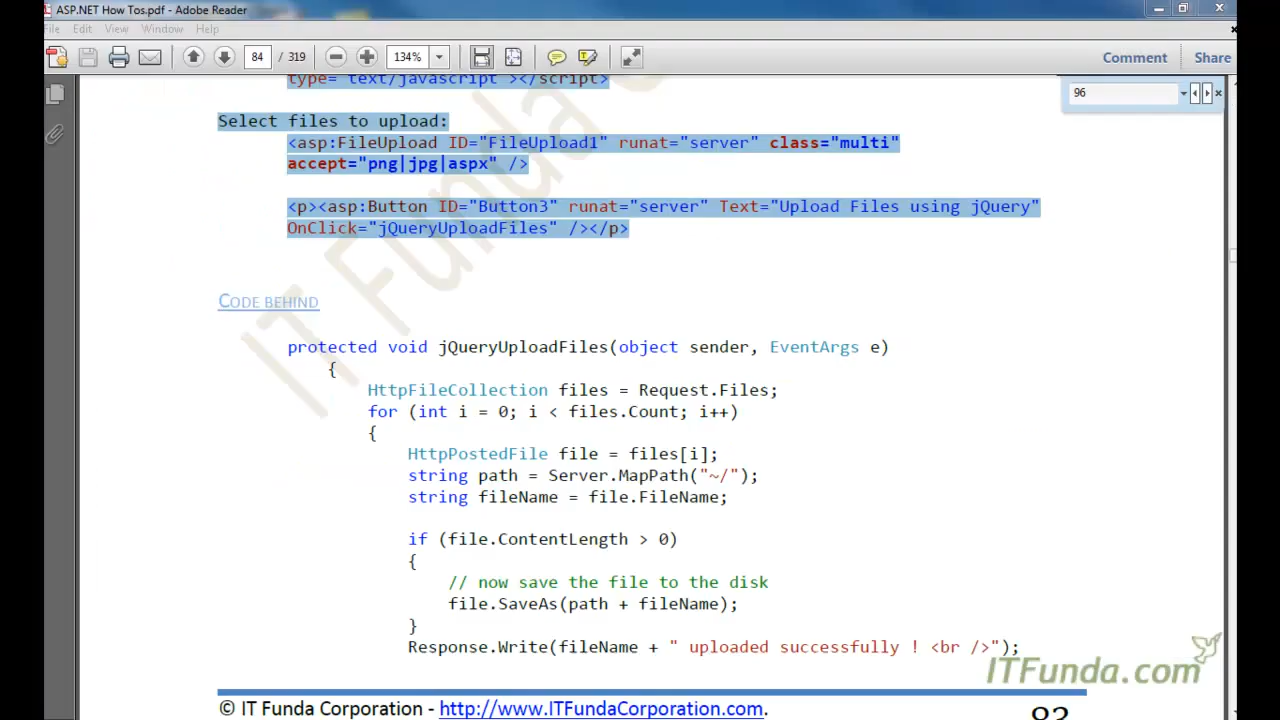 ASP.NET How Tos.pdf - Adobe Reader
File Edit View Window Help
84 / 319 134% Comment Share
96
type="text/javascript"></script>
Select files to upload:
<asp:FileUpload ID="FileUpload1" runat="server" class="multi"
accept="png|jpg|aspx" />
<p><asp:Button ID="Button3" runat="server" Text="Upload Files using jQuery"
OnClick="jQueryUploadFiles" /></p>
CODE BEHIND
protected void jQueryUploadFiles(object sender, EventArgs e)
{
HttpFileCollection files = Request.Files;
for (int i = 0; i < files.Count; i++)
{
HttpPostedFile file = files[i];
string path = Server.MapPath("~/");
string fileName = file.FileName;
if (file.ContentLength > 0)
{
// now save the file to the disk
file.SaveAs(path + fileName);
}
Response.Write(fileName + " uploaded successfully ! <br />");
IT Funda
ITFunda.com
© IT Funda Corporation - http://www.ITFundaCorporation.com.
83